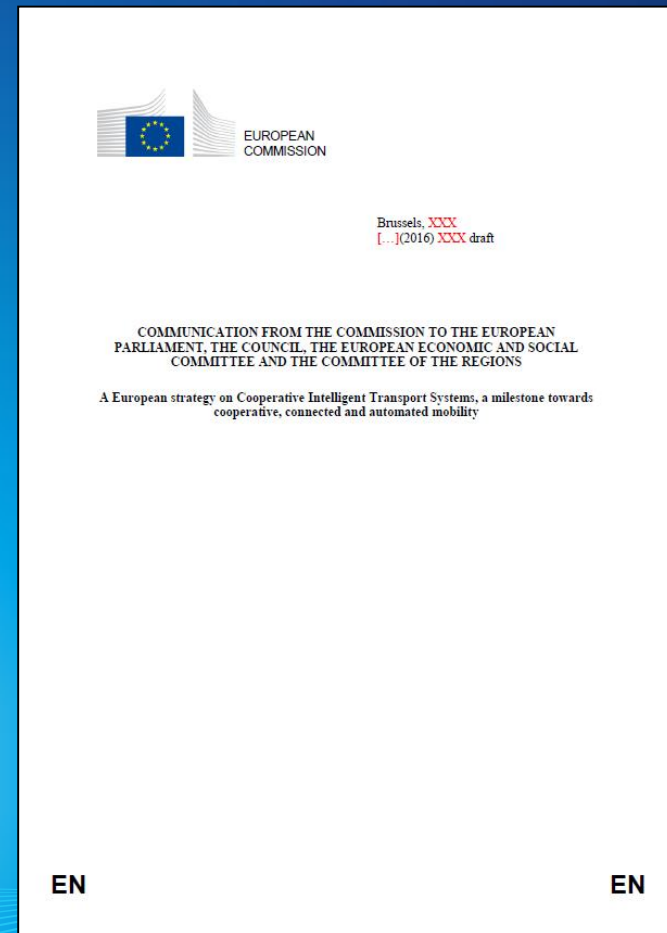 EUROPEAN
COMMISSION
Brussels, XXX
[…](2016) XXX draft
COMMUNICATION FROM THE COMMISSION TO THE EUROPEAN
PARLIAMENT, THE COUNCIL, THE EUROPEAN ECONOMIC AND SOCIAL
COMMITTEE AND THE COMMITTEE OF THE REGIONS
A European strategy on Cooperative Intelligent Transport Systems, a milestone towards
cooperative, connected and automated mobility
EN EN